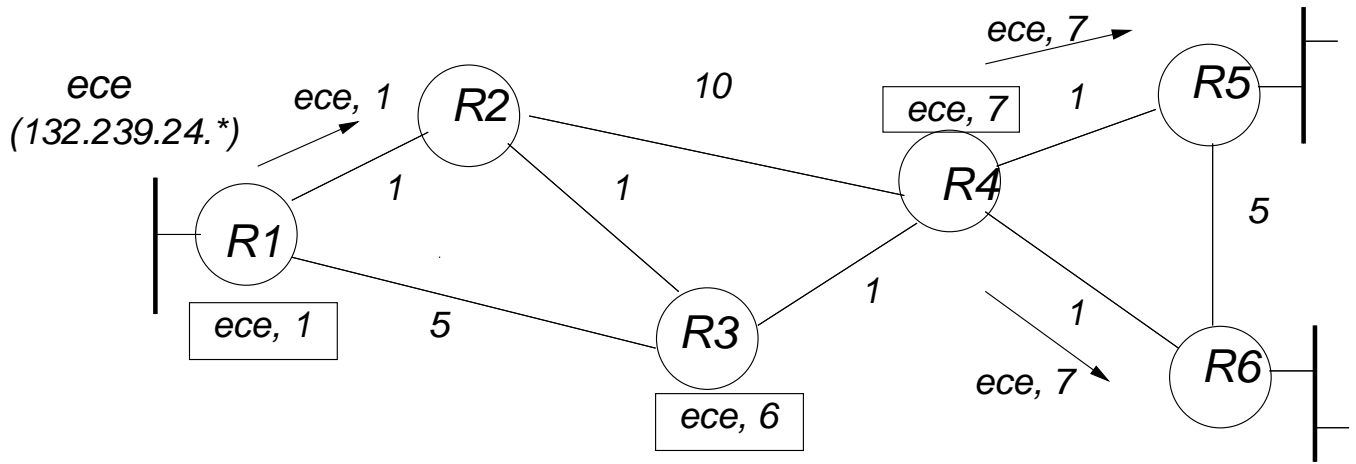 ece
(132.239.24.*)
ece, 1
R2
10
ece, 7
1
R5
ece, 7
R4
1
1
5
R1
ece, 1
5
R3
1
1
ece, 7
R6
ece, 6